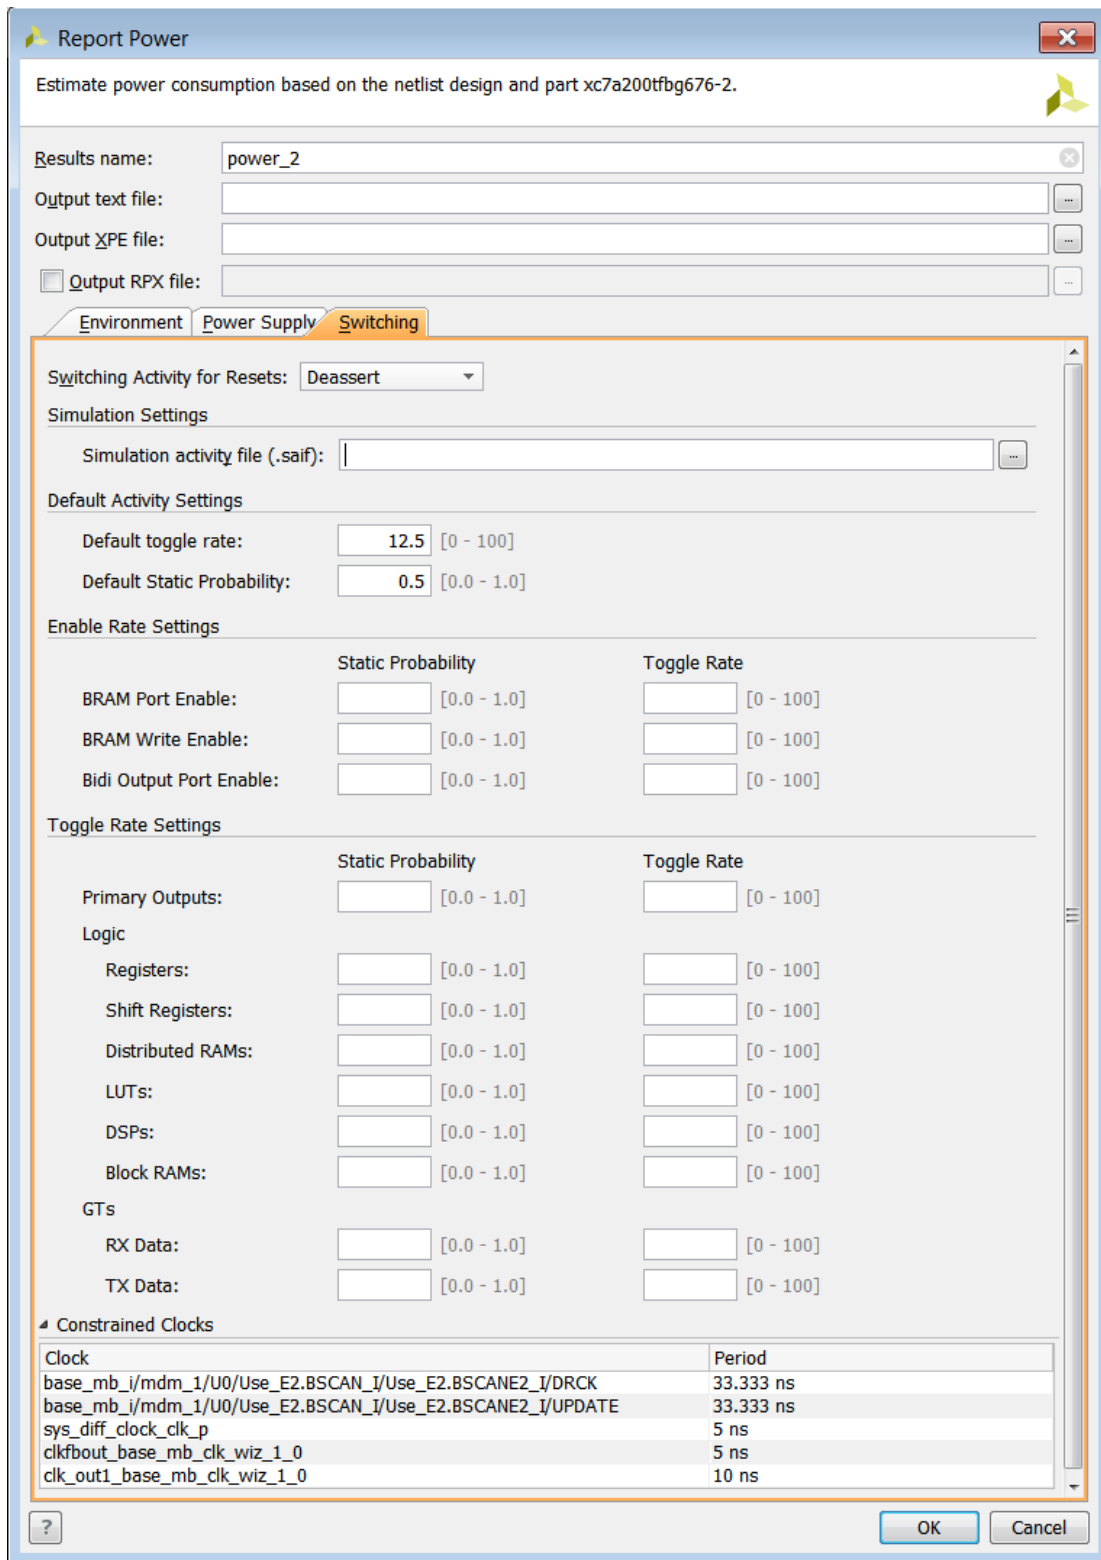 Report Power
Estimate power consumption based on the netlist design and part xc7a200tfbg676-2.
Results name: power_2
Output text file: ...
Output XPE file: ...
Output RPX file: ...
Environment Power Supply Switching
Switching Activity for Resets: Deassert
Simulation Settings
Simulation activity file (.saif): ...
Default Activity Settings
Default toggle rate: 12.5 [0 - 100]
Default Static Probability: 0.5 [0.0 - 1.0]
Enable Rate Settings
Static Probability Toggle Rate
BRAM Port Enable: [0.0 - 1.0] [0 - 100]
BRAM Write Enable: [0.0 - 1.0] [0 - 100]
Bidi Output Port Enable: [0.0 - 1.0] [0 - 100]
Toggle Rate Settings
Static Probability Toggle Rate
Primary Outputs: [0.0 - 1.0] [0 - 100]
Logic
Registers: [0.0 - 1.0] [0 - 100]
Shift Registers: [0.0 - 1.0] [0 - 100]
Distributed RAMs: [0.0 - 1.0] [0 - 100]
LUTs: [0.0 - 1.0] [0 - 100]
DSPs: [0.0 - 1.0] [0 - 100]
Block RAMs: [0.0 - 1.0] [0 - 100]
GTs
RX Data: [0.0 - 1.0] [0 - 100]
TX Data: [0.0 - 1.0] [0 - 100]
Constrained Clocks
Clock Period
base_mb_i/mdm_1/U0/Use_E2.BSCAN_I/Use_E2.BSCANE2_I/DRCK 33.333 ns
base_mb_i/mdm_1/U0/Use_E2.BSCAN_I/Use_E2.BSCANE2_I/UPDATE 33.333 ns
sys_diff_clock_clk_p 5 ns
clkfbout_base_mb_clk_wiz_1_0 5 ns
clk_out1_base_mb_clk_wiz_1_0 10 ns
? OK Cancel